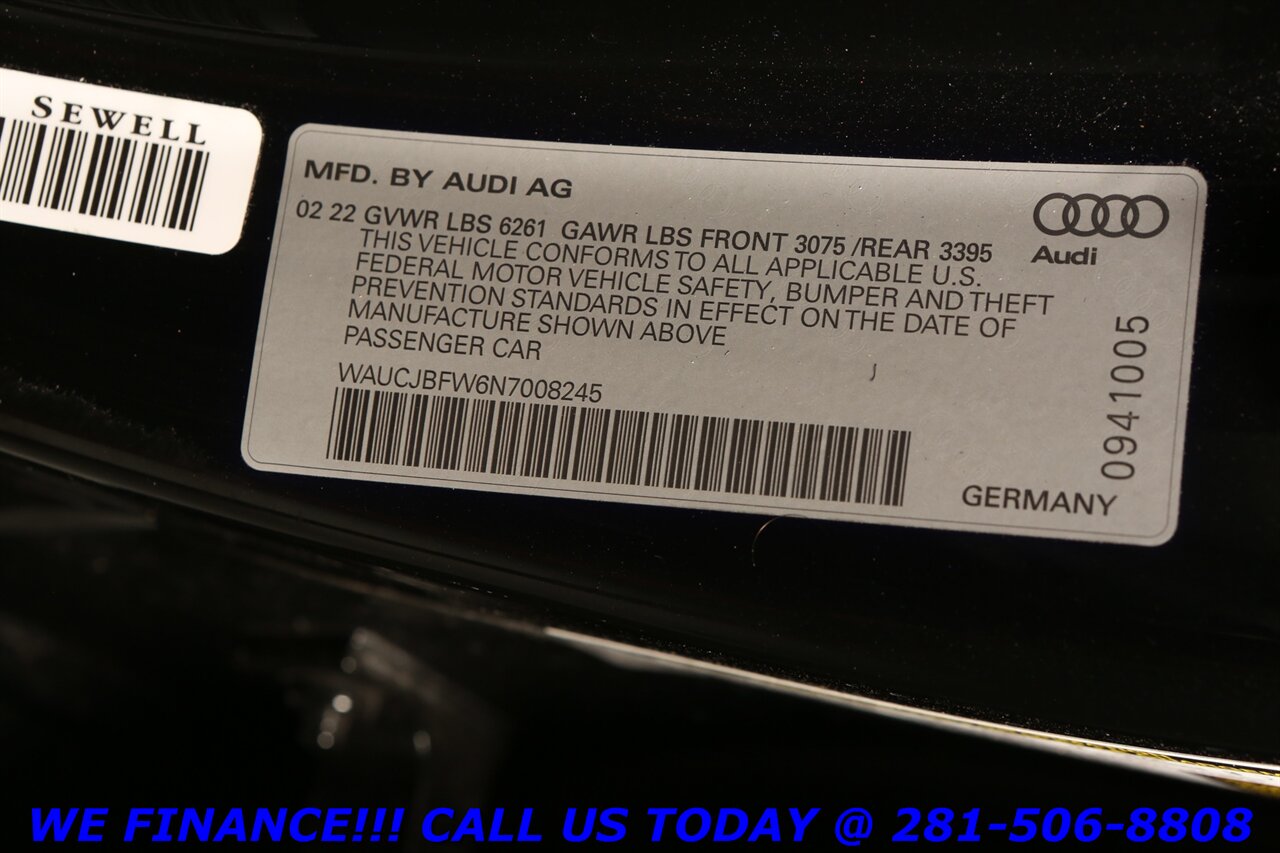 SEWELL
MFD. BY AUDI AG
02 22 GVWR LBS 6261 GAWR LBS FRONT 3075 /REAR 3395
THIS VEHICLE CONFORMS TO ALL APPLICABLE U.S.
FEDERAL MOTOR VEHICLE SAFETY, BUMPER AND THEFT
PREVENTION STANDARDS IN EFFECT ON THE DATE OF
MANUFACTURE SHOWN ABOVE
PASSENGER CAR
WAUCJBFW6N7008245
Audi
0941005
GERMANY
WE FINANCE!!! CALL US TODAY @ 281-506-8808